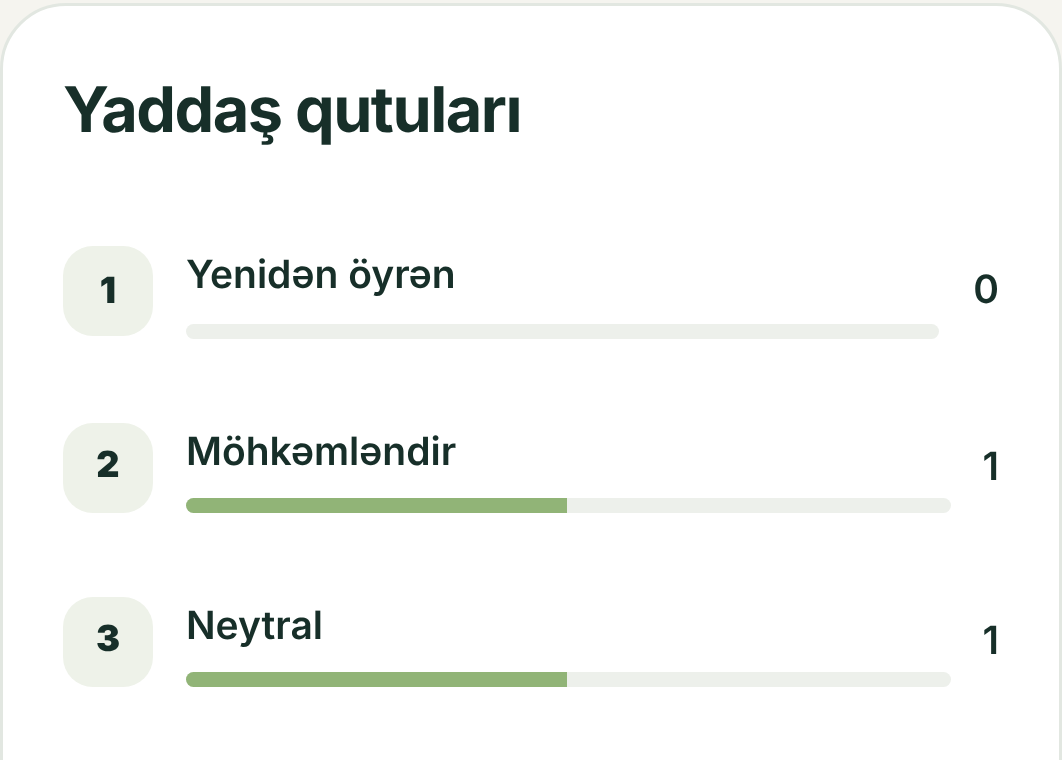 Yaddaş qutuları
1 Yenidən öyrən 0
2 Möhkəmləndir 1
3 Neytral 1